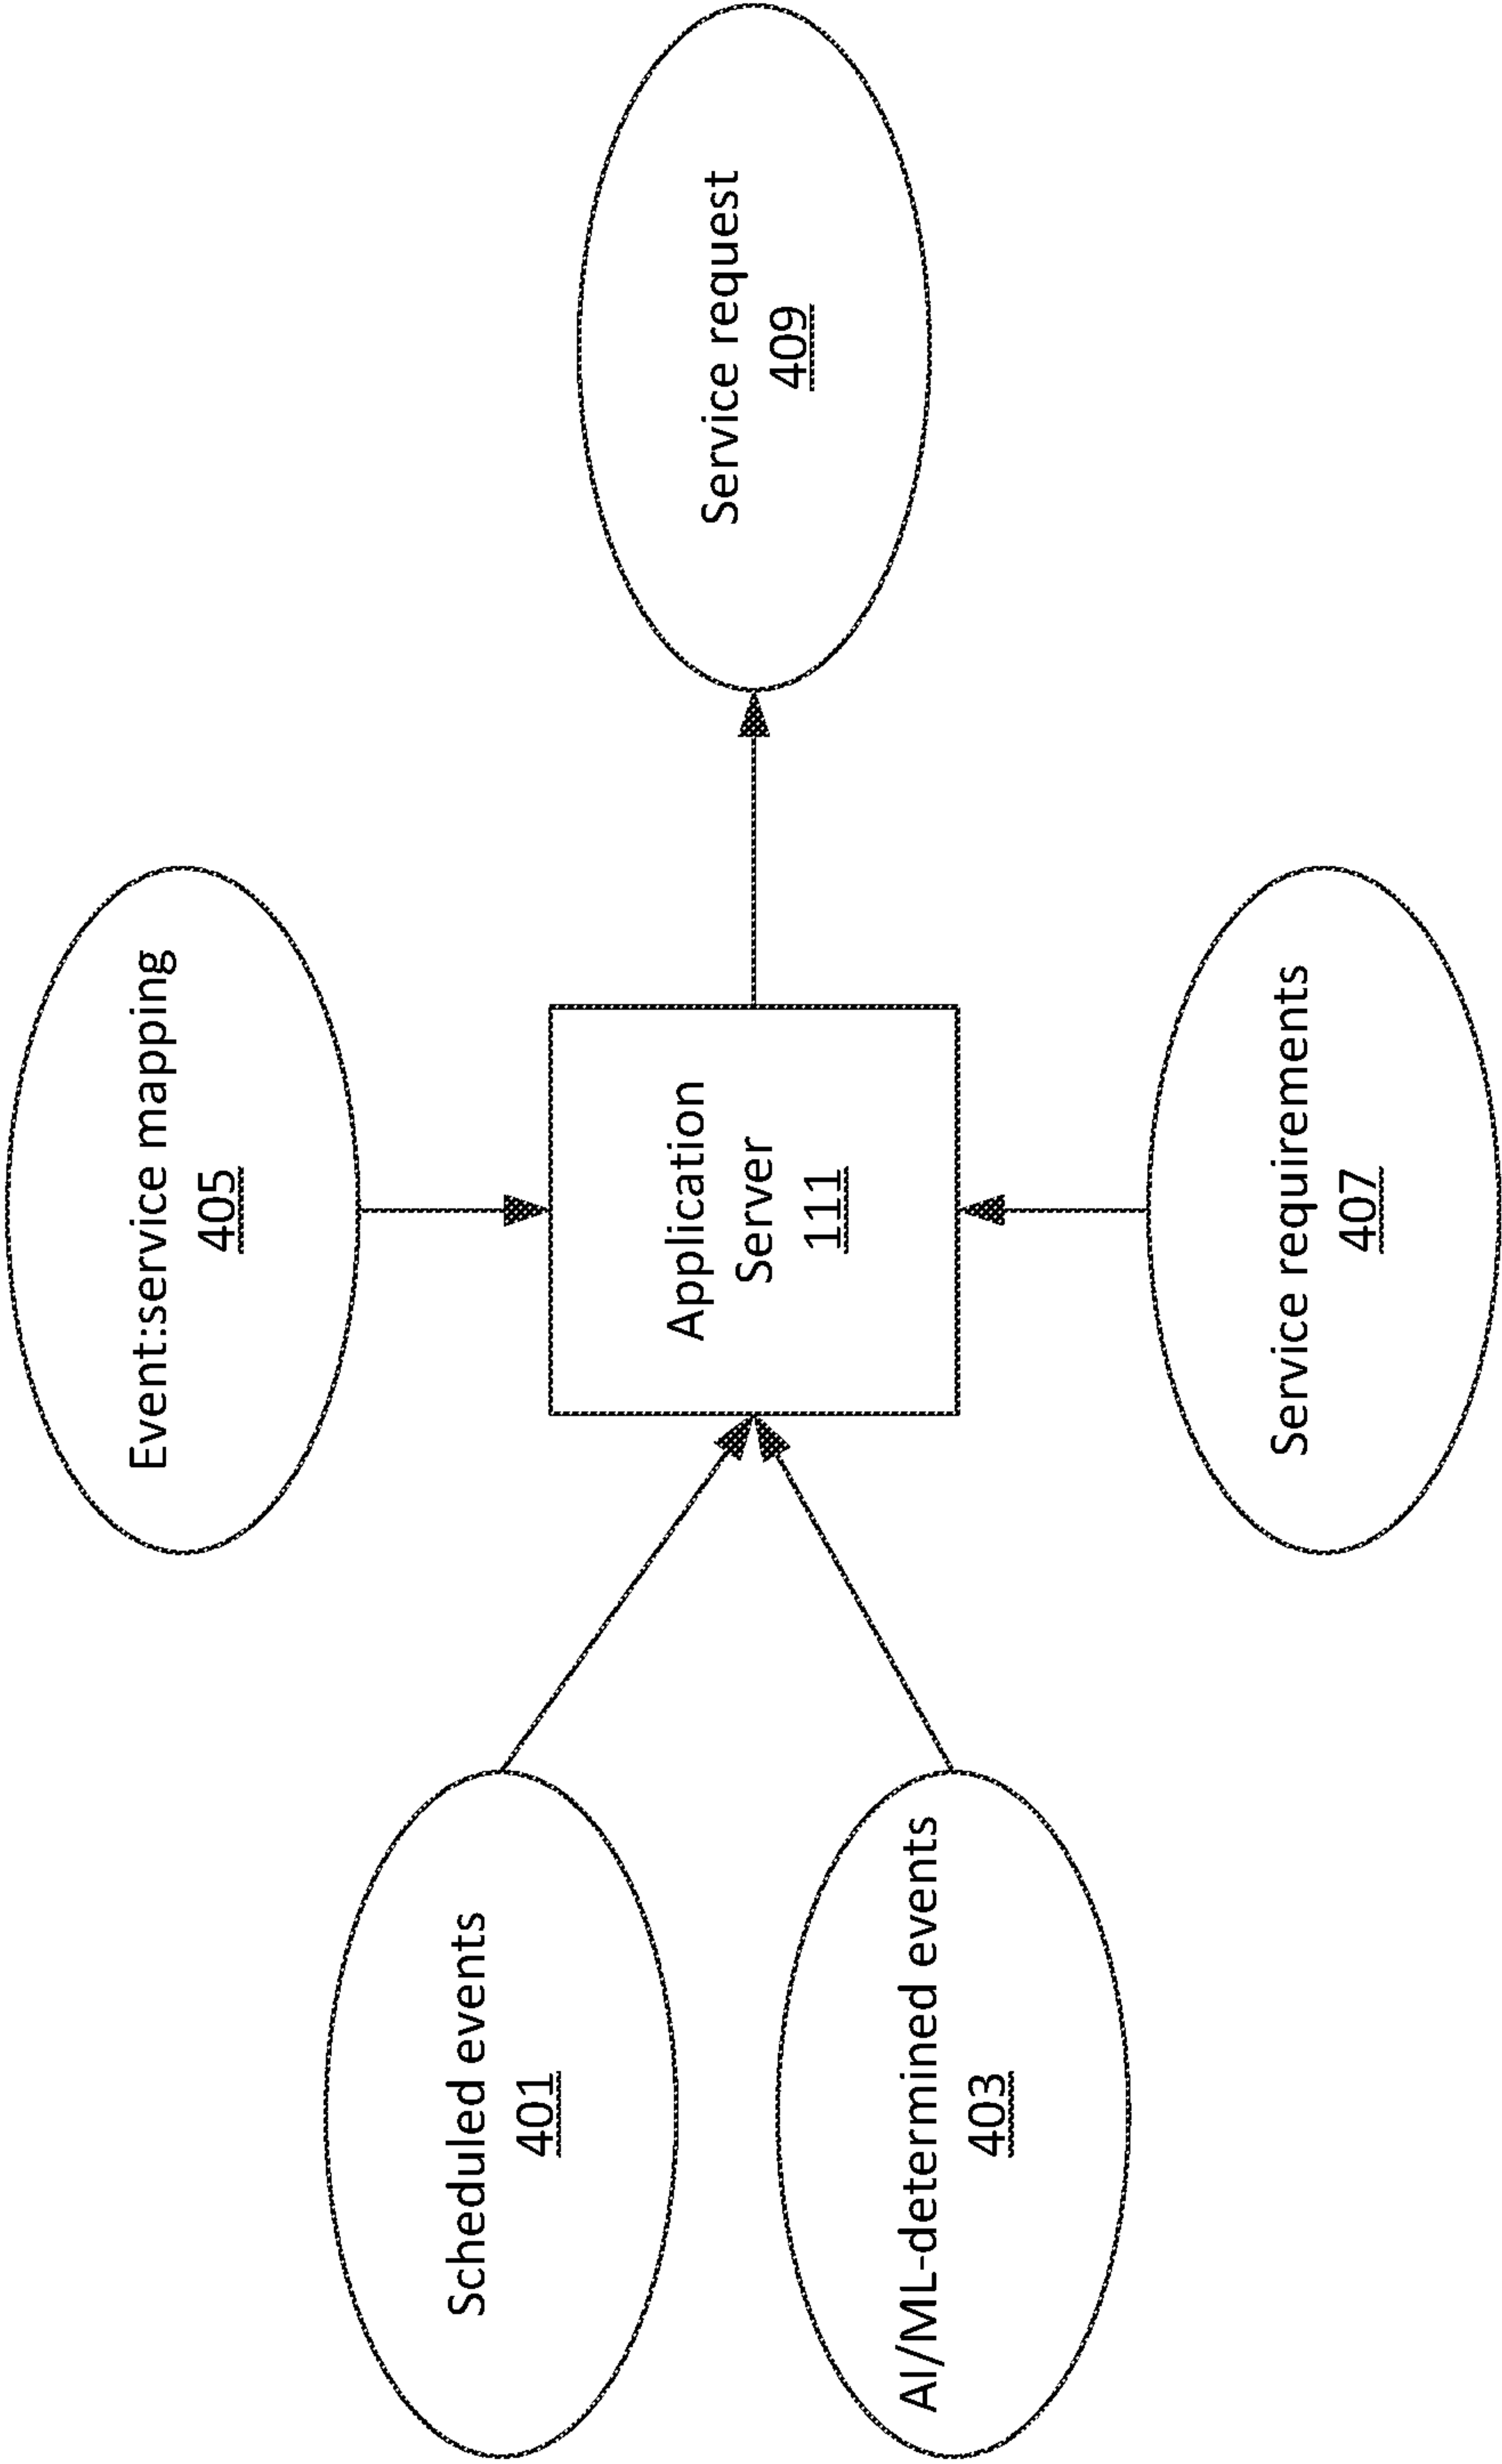 Event:service mapping
405
Scheduled events
401
AI/ML-determined events
403
Application
Server
111
Service request
409
Service requirements
407